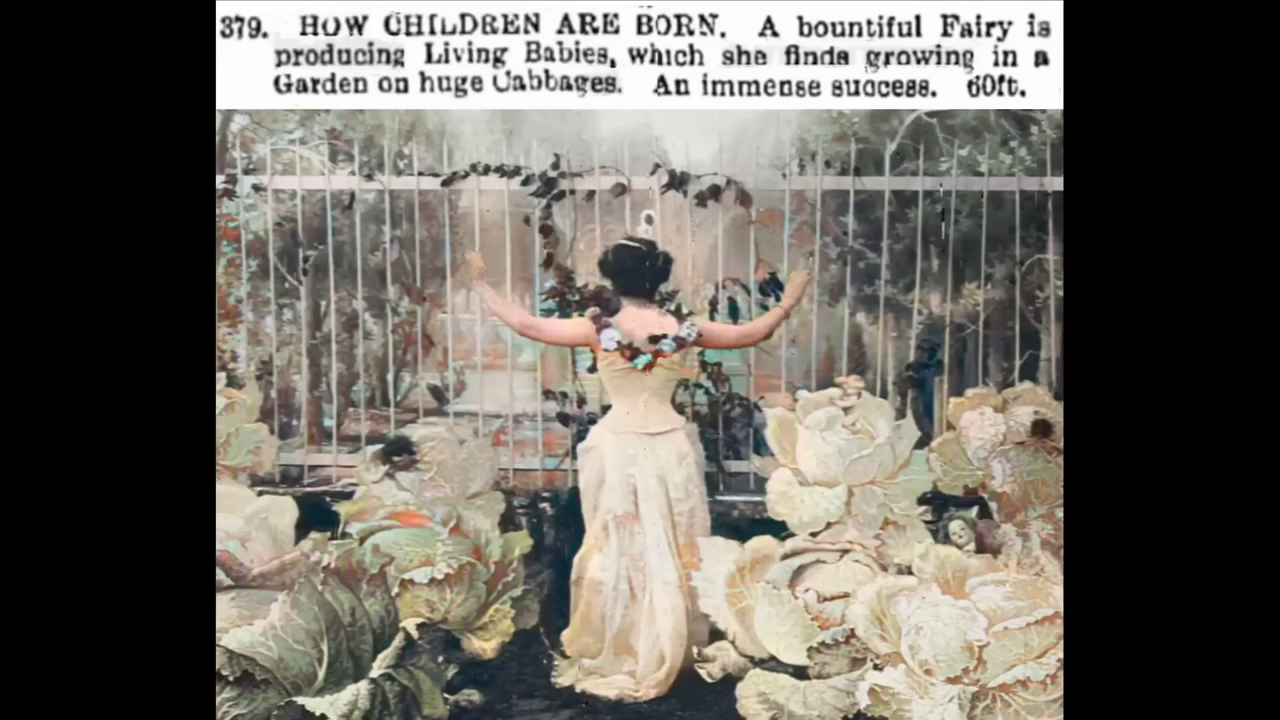 379. HOW CHILDREN ARE BORN. A bountiful Fairy is
producing Living Babies, which she finds growing in a
Garden on huge Cabbages. An immense success. 60ft.